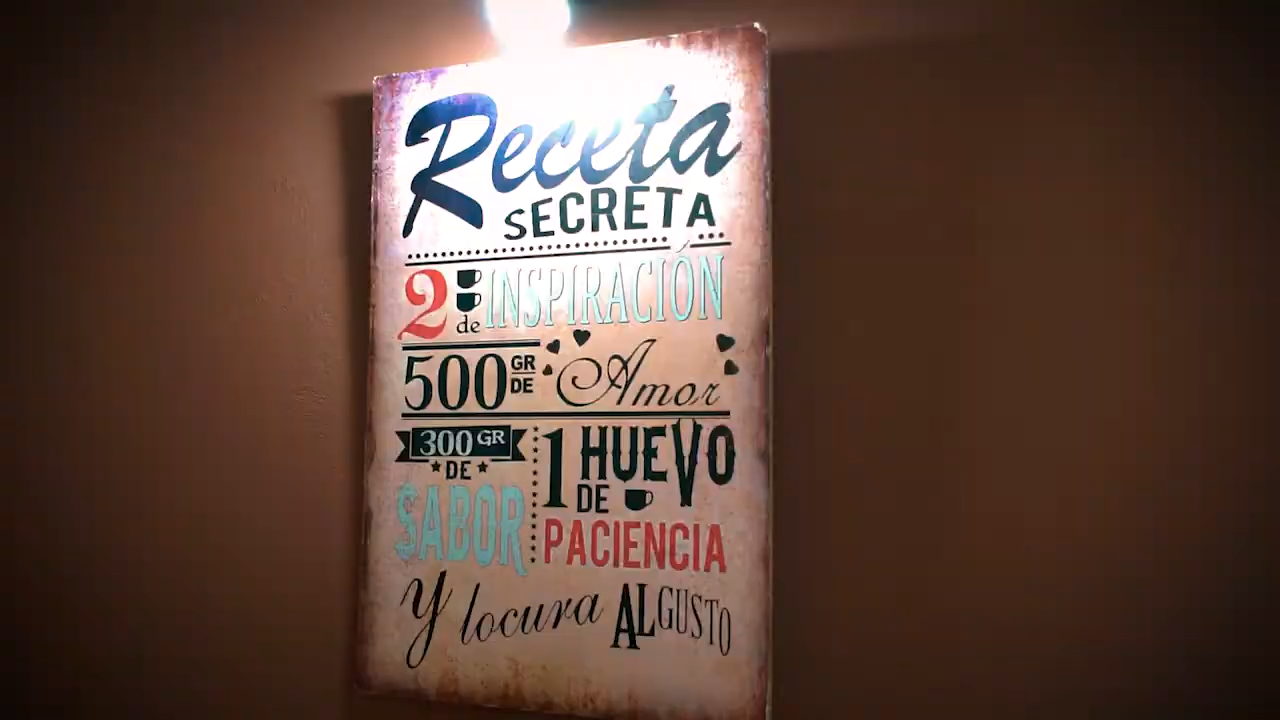 Receta
SECRETA
2 de INSPIRACIÓN
500 GR DE Amor
300 GR
DE
SABOR
1 HUEVO
DE
PACIENCIA
Y locura AL GUSTO